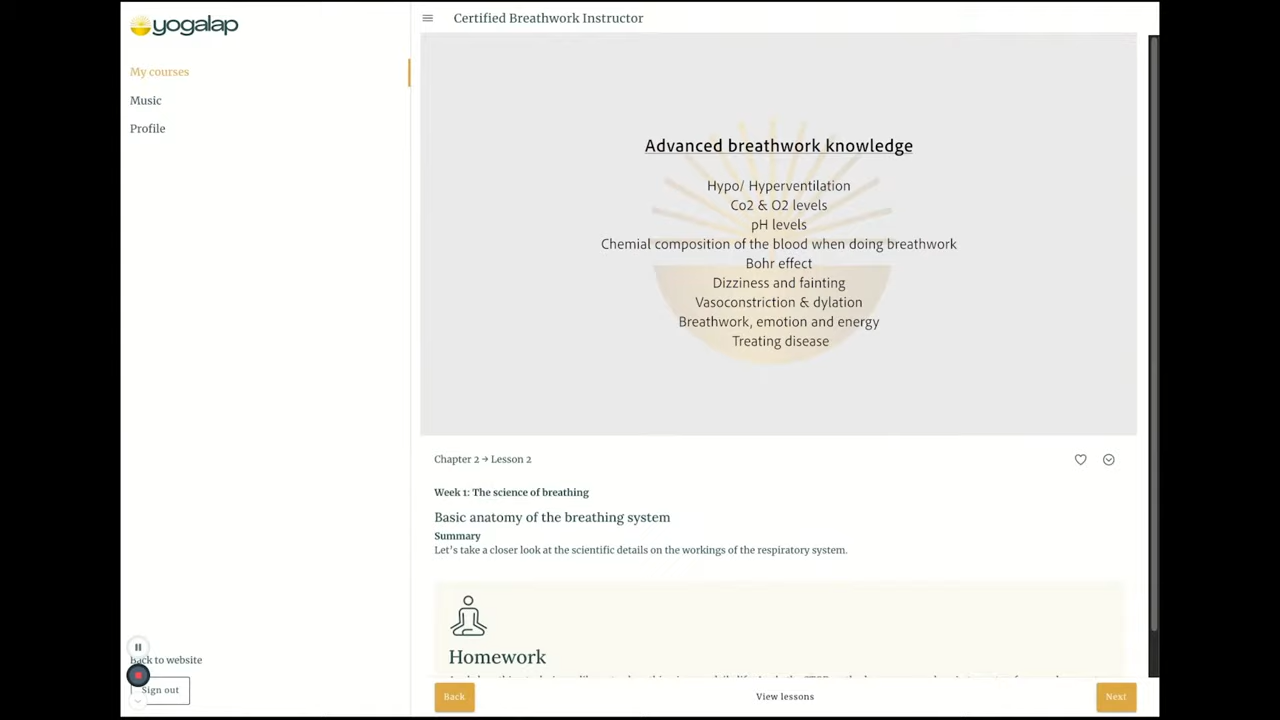 yogalap
My courses
Music
Profile
Back to website
Sign out
Certified Breathwork Instructor
Advanced breathwork knowledge
Hypo/ Hyperventilation
Co2 & O2 levels
pH levels
Chemial composition of the blood when doing breathwork
Bohr effect
Dizziness and fainting
Vasoconstriction & dylation
Breathwork, emotion and energy
Treating disease
Chapter 2 → Lesson 2
Week 1: The science of breathing
Basic anatomy of the breathing system
Summary
Let's take a closer look at the scientific details on the workings of the respiratory system.
Homework
Back
View lessons
Next